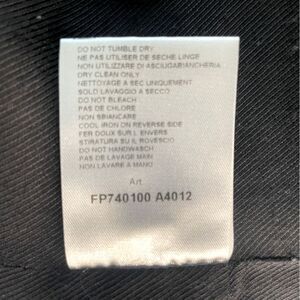 DO NOT TUMBLE DRY
NE PAS UTILISER DE SECHE LINGE
NON UTILIZZARE DI ASCIUGABIANCHERIA
DRY CLEAN ONLY
NETTOYAGE A SEC UNIQUEMENT
SOLO LAVAGGIO A SECCO
DO NOT BLEACH
PAS DE CHLORE
NON SBIANCARE
COOL IRON ON REVERSE SIDE
FER DOUX SUR L ENVERS
STIRATURA SU IL ROVESCIO
DO NOT HANDWASH
PAS DE LAVAGE MAIN
NON LAVARE A MANO
Art
FP740100 A4012